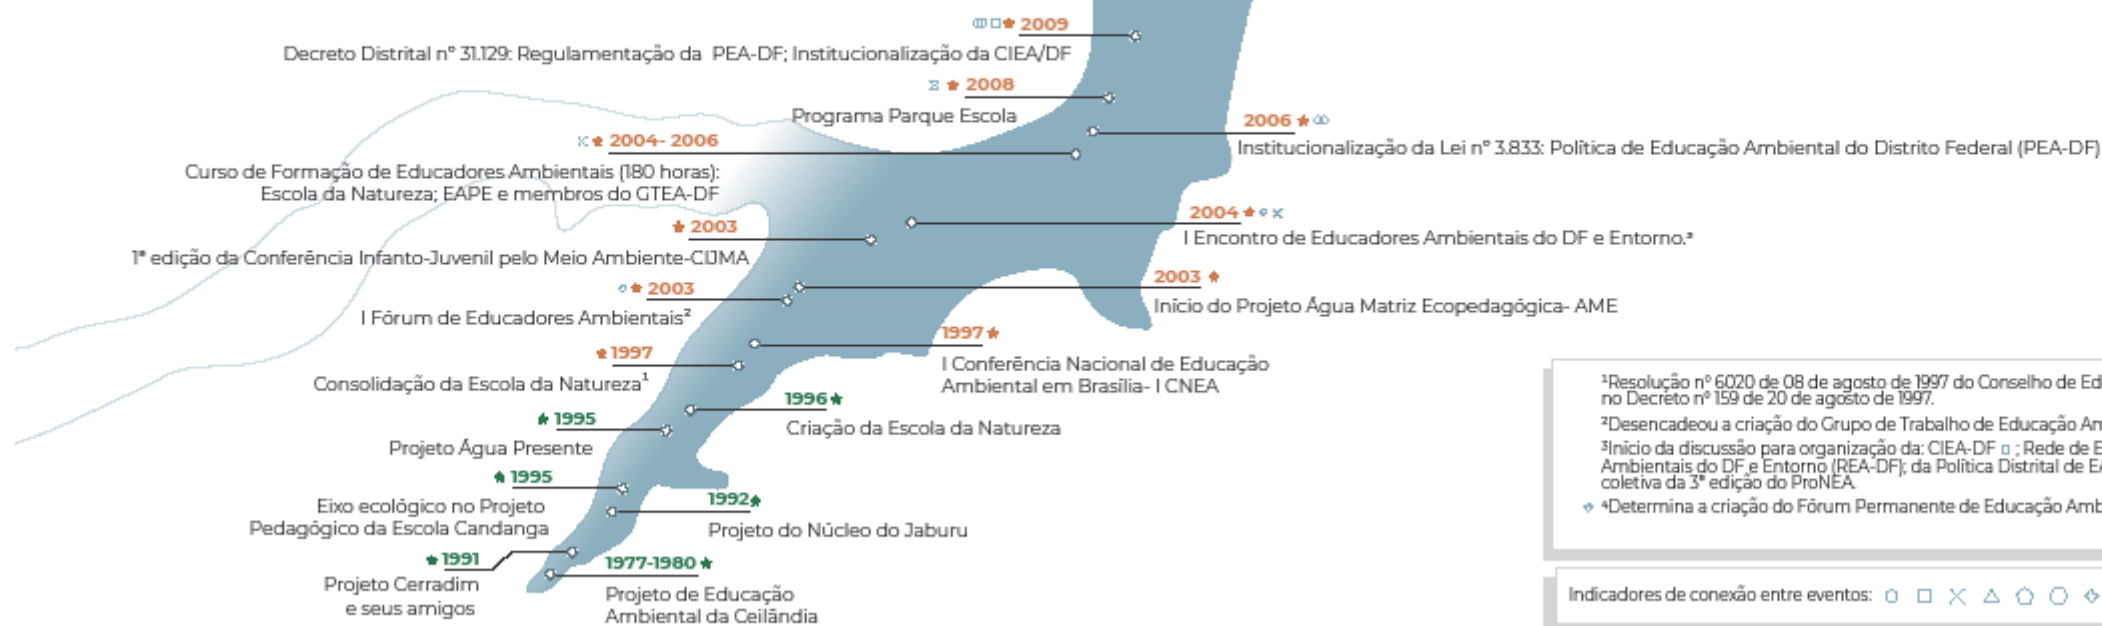 2009
Decreto Distrital nº 31.129: Regulamentação da PEA-DF; Institucionalização da CIEA/DF
2008
Programa Parque Escola
2006
Institucionalização da Lei nº 3.833: Política de Educação Ambiental do Distrito Federal (PEA-DF)
2004- 2006
Curso de Formação de Educadores Ambientais (180 horas):
Escola da Natureza; EAPE e membros do GTEA-DF
2004
I Encontro de Educadores Ambientais do DF e Entorno.³
2003
1ª edição da Conferência Infanto-Juvenil pelo Meio Ambiente-CIJMA
2003
Início do Projeto Água Matriz Ecopedagógica- AME
2003
I Fórum de Educadores Ambientais²
1997
I Conferência Nacional de Educação
Ambiental em Brasília- I CNEA
1997
Consolidação da Escola da Natureza¹
1996
Criação da Escola da Natureza
1995
Projeto Água Presente
1995
Eixo ecológico no Projeto
Pedagógico da Escola Candanga
1992
Projeto do Núcleo do Jaburu
1991
Projeto Cerradim
e seus amigos
1977-1980
Projeto de Educação
Ambiental da Ceilândia
¹Resolução nº 6020 de 08 de agosto de 1997 do Conselho de Ed
no Decreto nº 159 de 20 de agosto de 1997.
²Desencadeou a criação do Grupo de Trabalho de Educação Am
³Início da discussão para organização da: CIEA-DF ; Rede de E
Ambientais do DF e Entorno (REA-DF); da Política Distrital de EA
coletiva da 3ª edição do ProNEA.
⁴Determina a criação do Fórum Permanente de Educação Amb
Indicadores de conexão entre eventos: